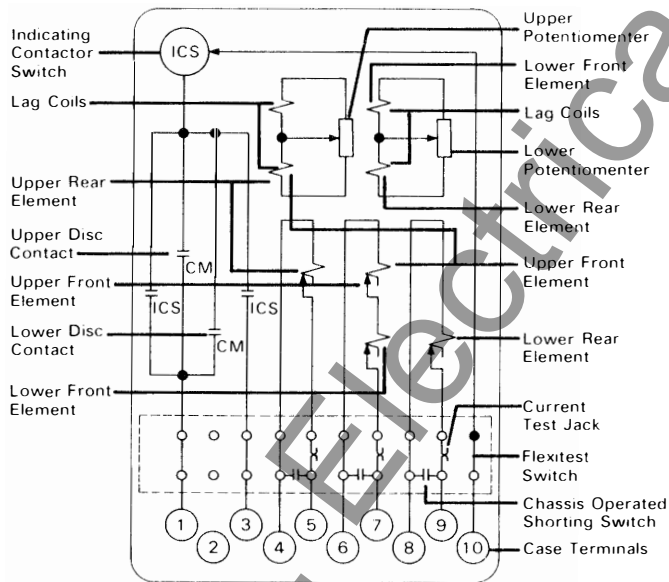 Indicating
Contactor
Switch
ICS
Lag Coils
Upper Rear
Element
Upper Disc
Contact
Upper Front
Element
Lower Disc
Contact
Lower Front
Element
CM
ICS
ICS
CM
Upper
Potentiomenter
Lower Front
Element
Lag Coils
Lower
Potentiomenter
Lower Rear
Element
Upper Front
Element
Lower Rear
Element
Current
Test Jack
Flexitest
Switch
Chassis Operated
Shorting Switch
Case Terminals
1
2
3
4
5
6
7
8
9
10
Electrica